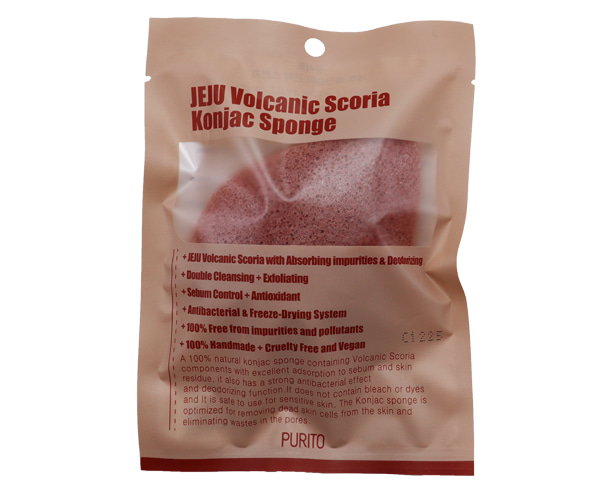 JEJU Volcanic Scoria
Konjac Sponge
+ JEJU Volcanic Scoria with Absorbing impurities & Deodorizing
+ Double Cleansing + Exfoliating
+ Sebum Control + Antioxidant
+ Antibacterial & Freeze-Drying System
+ 100% Free from impurities and pollutants
+ 100% Handmade + Cruelty Free and Vegan
C1225
A 100% natural konjac sponge containing Volcanic Scoria
components with excellent adsorption to sebum and skin
residue, it also has a strong antibacterial effect
and deodorizing function. It does not contain bleach or dyes
and It is safe to use for sensitive skin. The Konjac sponge is
optimized for removing dead skin cells from the skin and
eliminating wastes in the pores.
PURITO